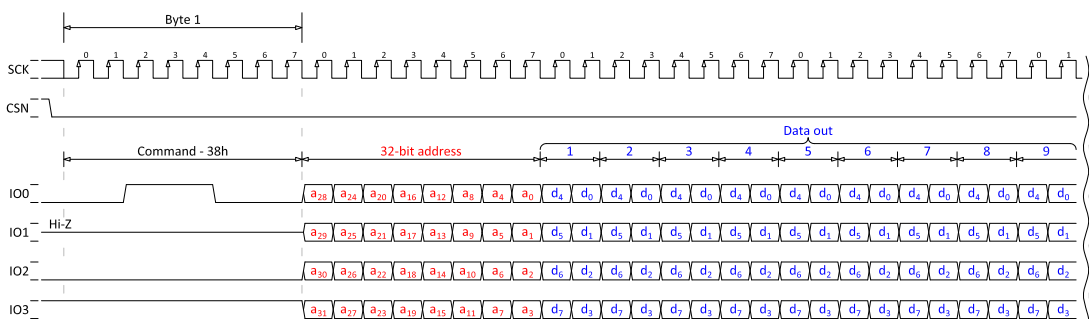 Byte 1
0 1 2 3 4 5 6 7 0 1 2 3 4 5 6 7 0 1 2 3 4 5 6 7 0 1 2 3 4 5 6 7 0 1
SCK
CSN
Data out
Command - 38h 32-bit address 1 2 3 4 5 6 7 8 9
IO0 a28 a24 a20 a16 a12 a8 a4 a0 d4 d0 d4 d0 d4 d0 d4 d0 d4 d0 d4 d0 d4 d0 d4 d0 d4 d0
Hi-Z
IO1 a29 a25 a21 a17 a13 a9 a5 a1 d5 d1 d5 d1 d5 d1 d5 d1 d5 d1 d5 d1 d5 d1 d5 d1 d5 d1
IO2 a30 a26 a22 a18 a14 a10 a6 a2 d6 d2 d6 d2 d6 d2 d6 d2 d6 d2 d6 d2 d6 d2 d6 d2 d6 d2
IO3 a31 a27 a23 a19 a15 a11 a7 a3 d7 d3 d7 d3 d7 d3 d7 d3 d7 d3 d7 d3 d7 d3 d7 d3 d7 d3